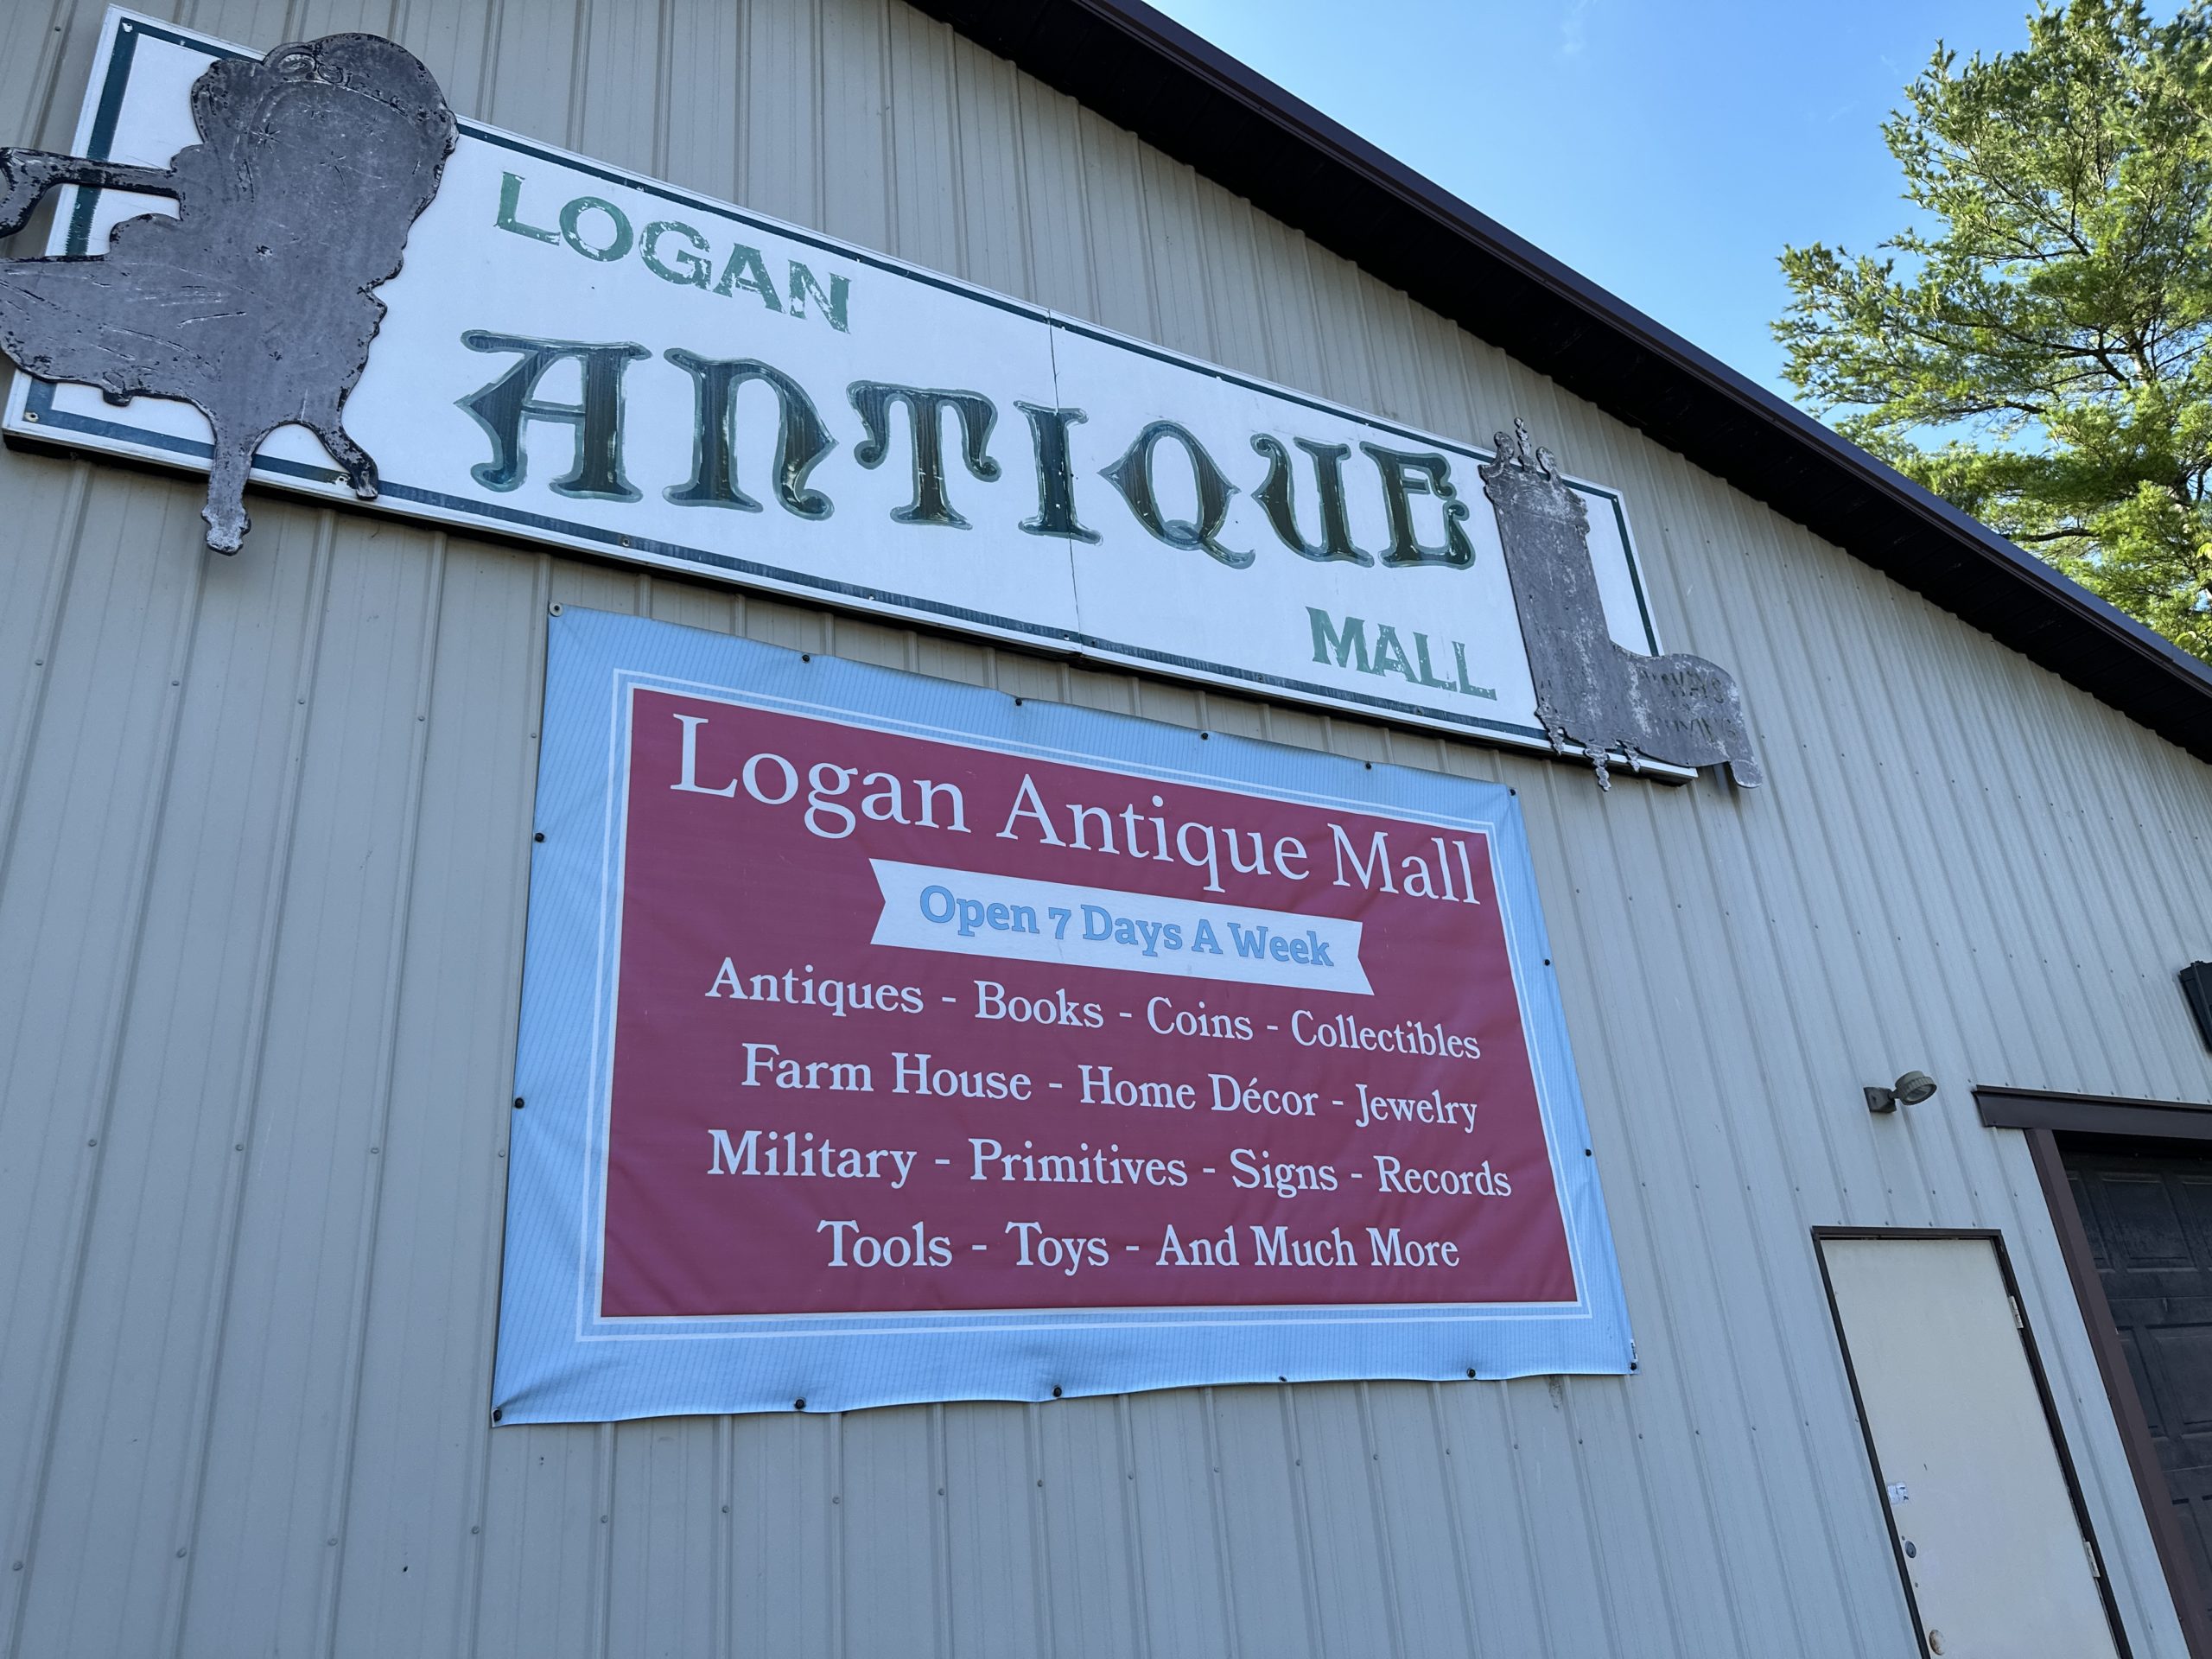 LOGAN
ANTIQUE
MALL
Logan Antique Mall
Open 7 Days A Week
Antiques - Books - Coins - Collectibles
Farm House - Home Décor - Jewelry
Military - Primitives - Signs - Records
Tools - Toys - And Much More